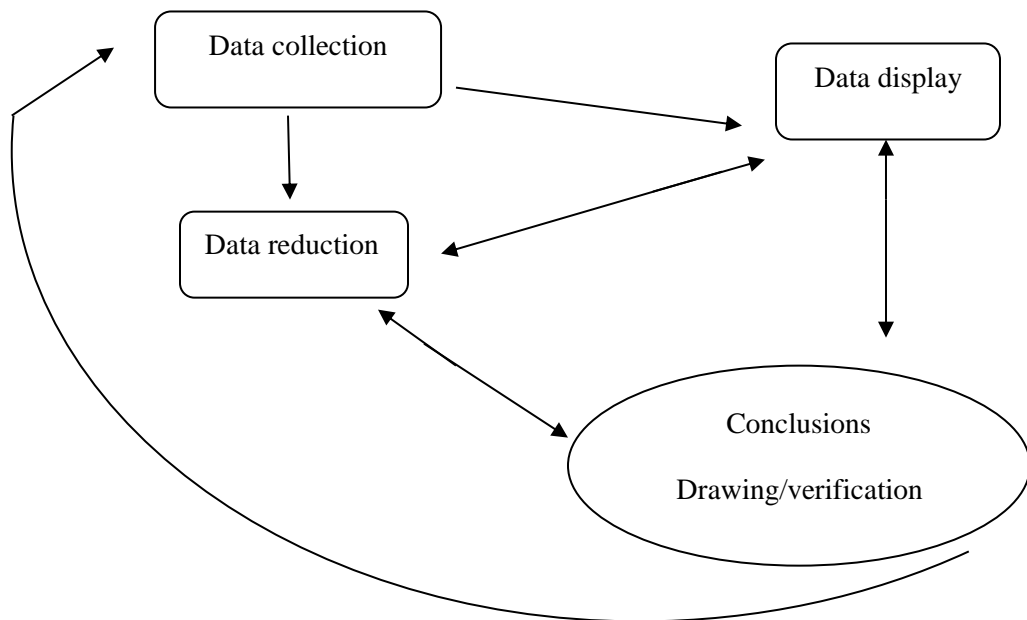 Data collection
Data display
Data reduction
Conclusions
Drawing/verification